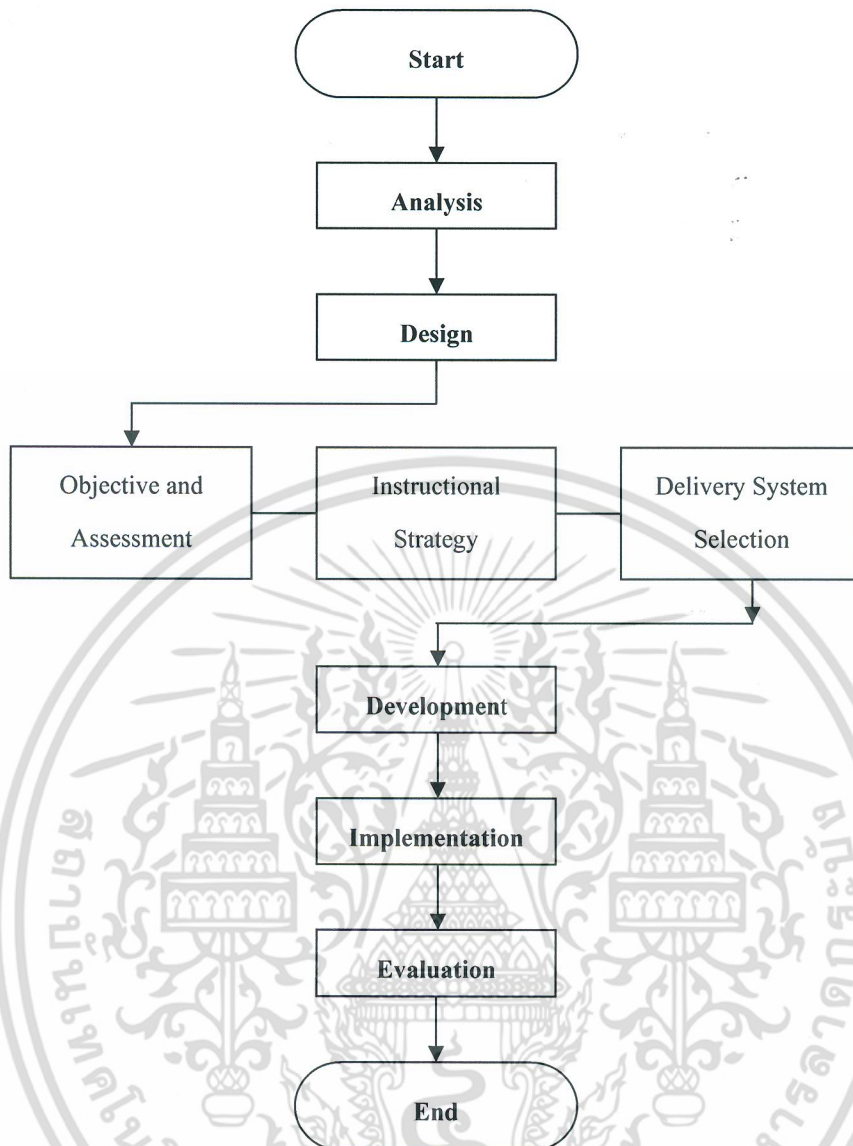 Start
Analysis
Design
Objective and
Assessment
Instructional
Strategy
Delivery System
Selection
Development
Implementation
Evaluation
End